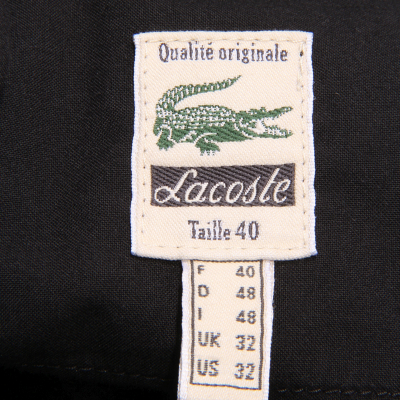 Qualité originale
Lacoste
Taille 40
F 40
D 48
I 48
UK 32
US 32